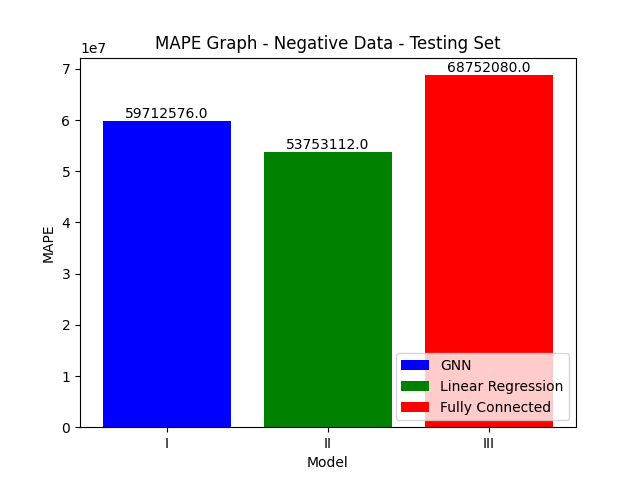 MAPE Graph - Negative Data - Testing Set
1e7
7
6
5
4
3
2
1
0
MAPE
59712576.0
53753112.0
68752080.0
GNN
Linear Regression
Fully Connected
I
II
III
Model